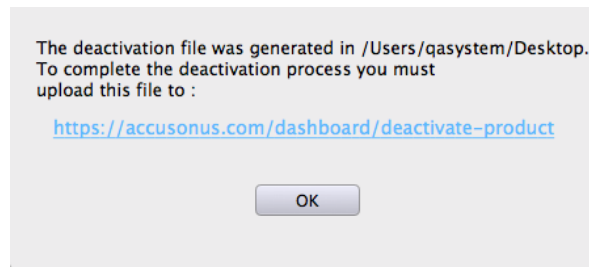 The deactivation file was generated in /Users/qasystem/Desktop.
To complete the deactivation process you must
upload this file to :
https://accusonus.com/dashboard/deactivate-product
OK